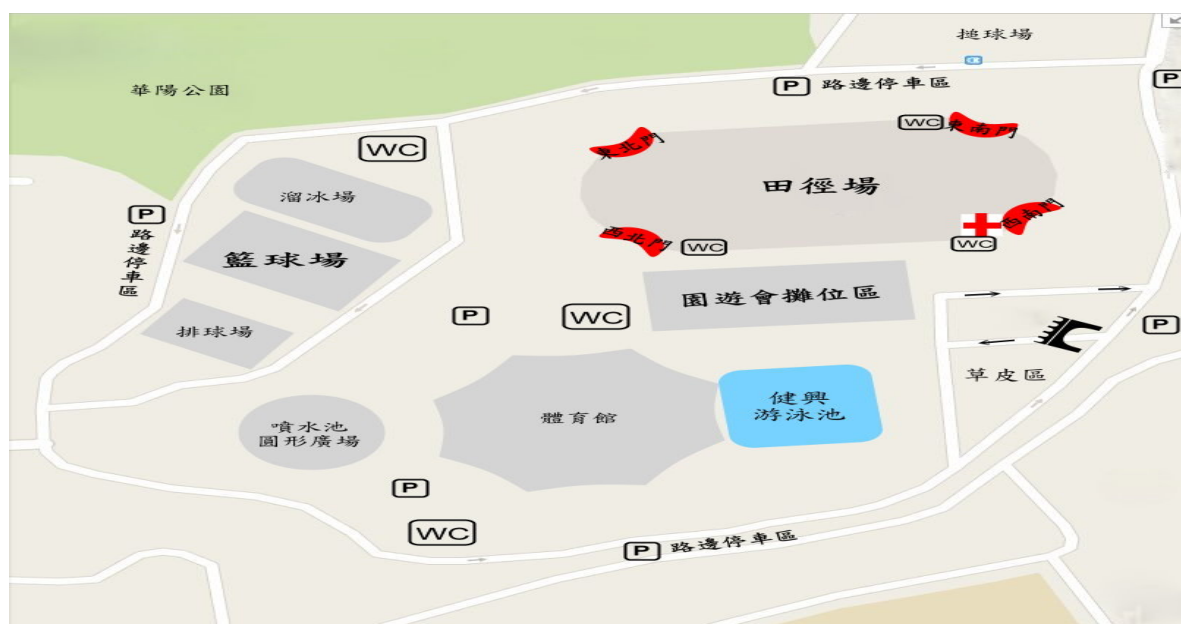 搥球場
華陽公園
P 路邊停車區
P
WC
WC 東南門
東北門
溜冰場
田徑場
P
路邊停車區
西南門
西北門
WC
WC
籃球場
園遊會攤位區
P
WC
P
排球場
草皮區
健興
游泳池
體育館
噴水池
圓形廣場
P
WC
P 路邊停車區